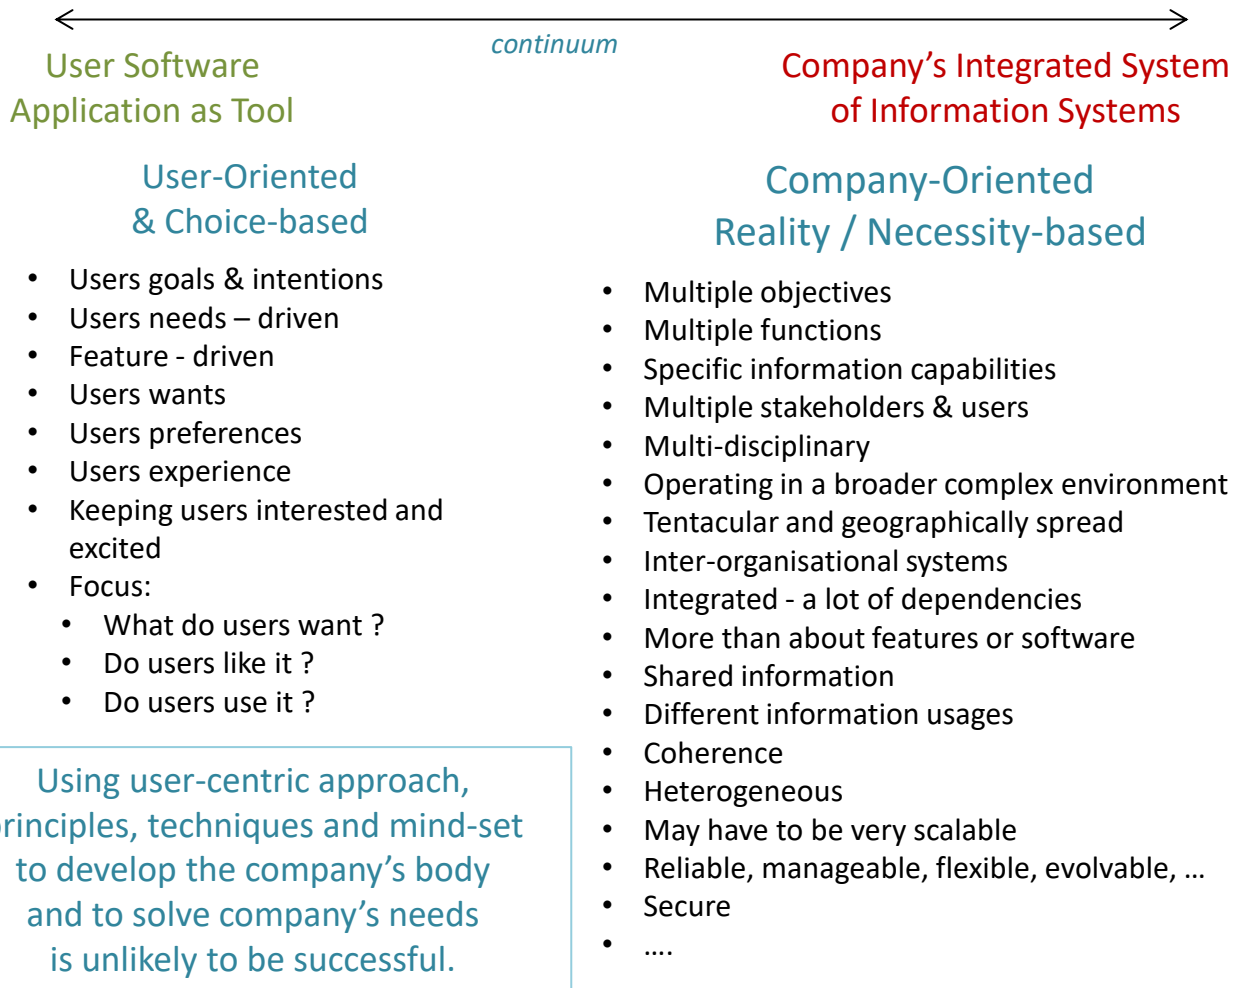 continuum
User Software
Application as Tool
Company’s Integrated System
of Information Systems
User-Oriented
& Choice-based
• Users goals & intentions
• Users needs – driven
• Feature - driven
• Users wants
• Users preferences
• Users experience
• Keeping users interested and
excited
• Focus:
• What do users want ?
• Do users like it ?
• Do users use it ?
Using user-centric approach,
rinciples, techniques and mind-set
to develop the company’s body
and to solve company’s needs
is unlikely to be successful.
Company-Oriented
Reality / Necessity-based
• Multiple objectives
• Multiple functions
• Specific information capabilities
• Multiple stakeholders & users
• Multi-disciplinary
• Operating in a broader complex environment
• Tentacular and geographically spread
• Inter-organisational systems
• Integrated - a lot of dependencies
• More than about features or software
• Shared information
• Different information usages
• Coherence
• Heterogeneous
• May have to be very scalable
• Reliable, manageable, flexible, evolvable, …
• Secure
• ….